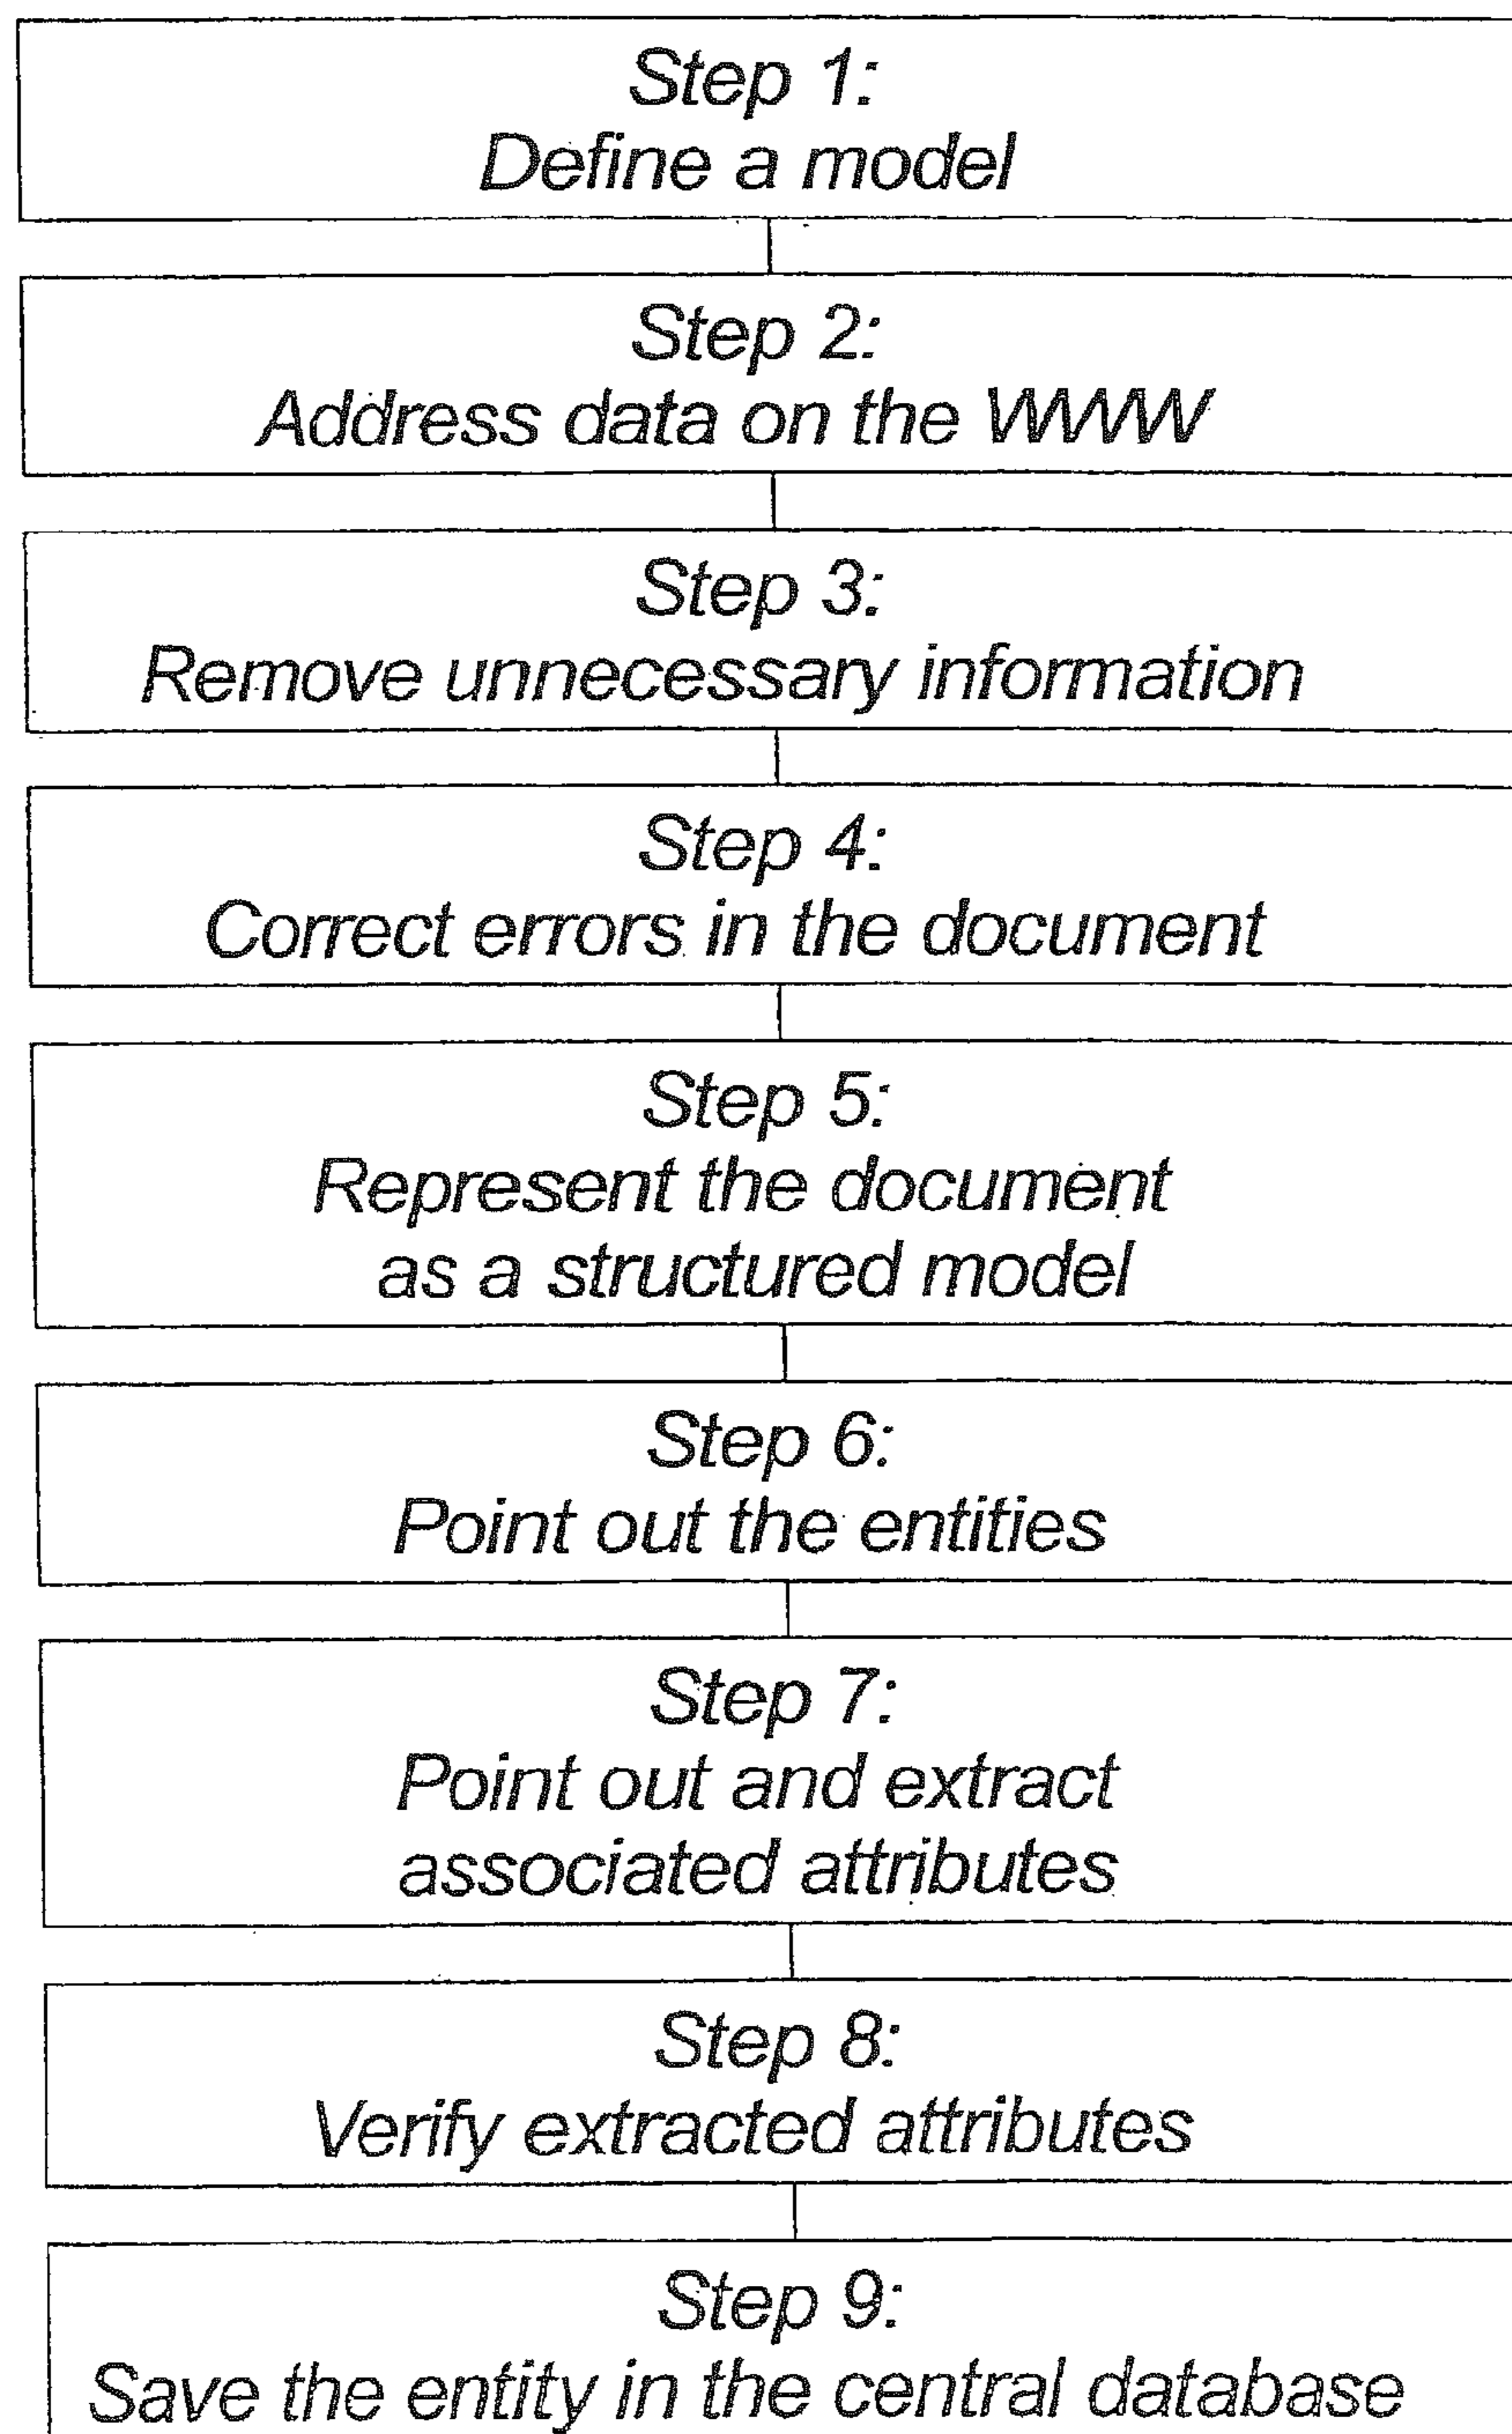 Step 1:
Define a model
Step 2:
Address data on the WWW
Step 3:
Remove unnecessary information
Step 4:
Correct errors in the document
Step 5:
Represent the document
as a structured model
Step 6:
Point out the entities
Step 7:
Point out and extract
associated attributes
Step 8:
Verify extracted attributes
Step 9:
Save the entity in the central database